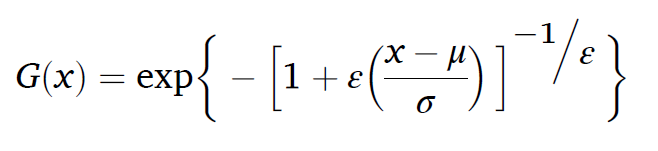 G(x) = exp{ − [1 + ε((x − μ)/σ)]^(−1/ε) }